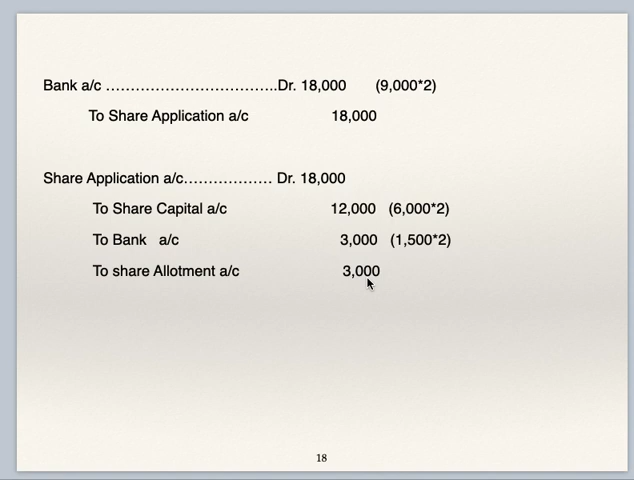 Bank a/c ....................................Dr. 18,000 (9,000*2)
To Share Application a/c 18,000
Share Application a/c.................. Dr. 18,000
To Share Capital a/c 12,000 (6,000*2)
To Bank a/c 3,000 (1,500*2)
To share Allotment a/c 3,000
18